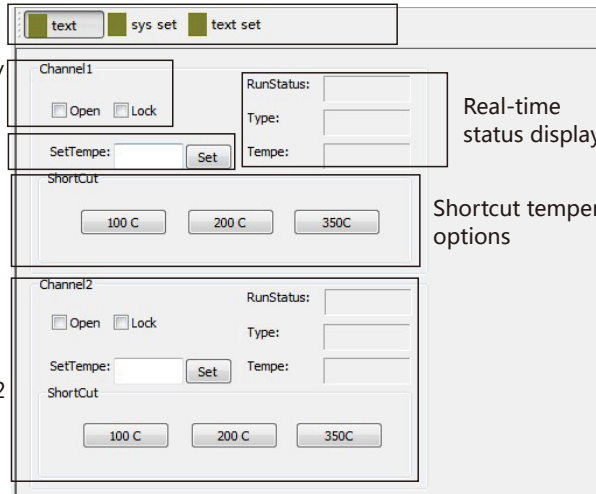 text sys set text set
Channel1
Open Lock
RunStatus:
Type:
Tempe:
SetTempe: Set
ShortCut
100 C 200 C 350C
Real-time
status display
Shortcut
options
Channel2
Open Lock
RunStatus:
Type:
Tempe:
SetTempe: Set
ShortCut
100 C 200 C 350C
2